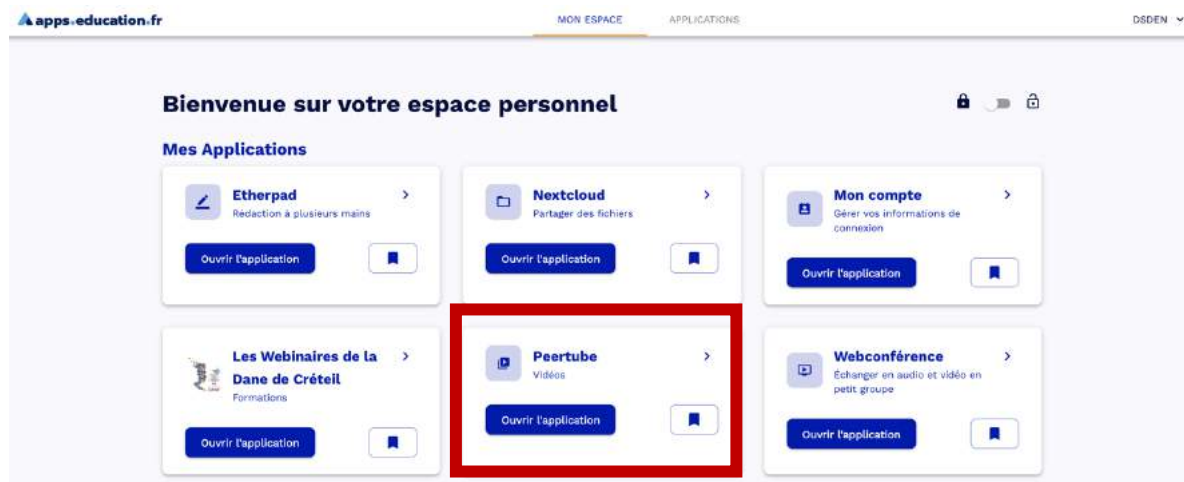 apps.education.fr
MON ESPACE
APPLICATIONS
DSDEN
Bienvenue sur votre espace personnel
Mes Applications
Etherpad
Rédaction à plusieurs mains
Ouvrir l'application
Nextcloud
Partager des fichiers
Ouvrir l'application
Mon compte
Gérer vos informations de
connexion
Ouvrir l'application
Les Webinaires de la
Dane de Créteil
Formations
Ouvrir l'application
Peertube
Vidéos
Ouvrir l'application
Webconférence
Échanger en audio et vidéo en
petit groupe
Ouvrir l'application